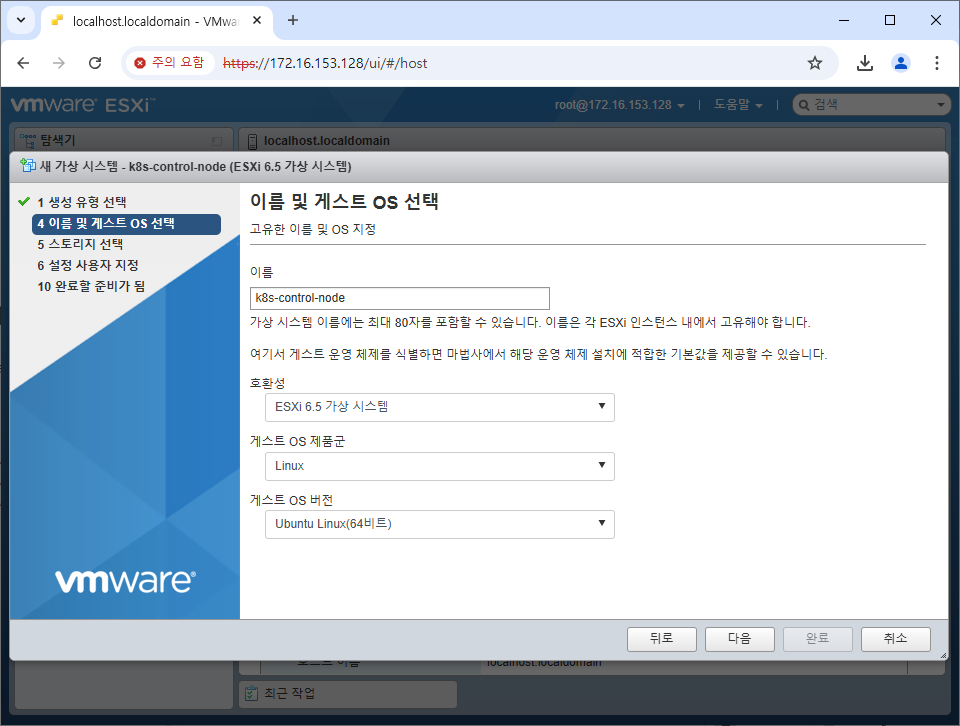 localhost.localdomain - VMwa
주의 요함
https://172.16.153.128/ui/#/host
vmware ESXi™
root@172.16.153.128 | 도움말 | 검색
탐색기
localhost.localdomain
새 가상 시스템 - k8s-control-node (ESXi 6.5 가상 시스템)
1 생성 유형 선택
4 이름 및 게스트 OS 선택
5 스토리지 선택
6 설정 사용자 지정
10 완료할 준비가 됨
vmware®
이름 및 게스트 OS 선택
고유한 이름 및 OS 지정
이름
k8s-control-node
가상 시스템 이름에는 최대 80자를 포함할 수 있습니다. 이름은 각 ESXi 인스턴스 내에서 고유해야 합니다.
여기서 게스트 운영 체제를 식별하면 마법사에서 해당 운영 체제 설치에 적합한 기본값을 제공할 수 있습니다.
호환성
ESXi 6.5 가상 시스템
게스트 OS 제품군
Linux
게스트 OS 버전
Ubuntu Linux(64비트)
뒤로
다음
완료
취소
호스트 이름
localhost.localdomain
최근 작업